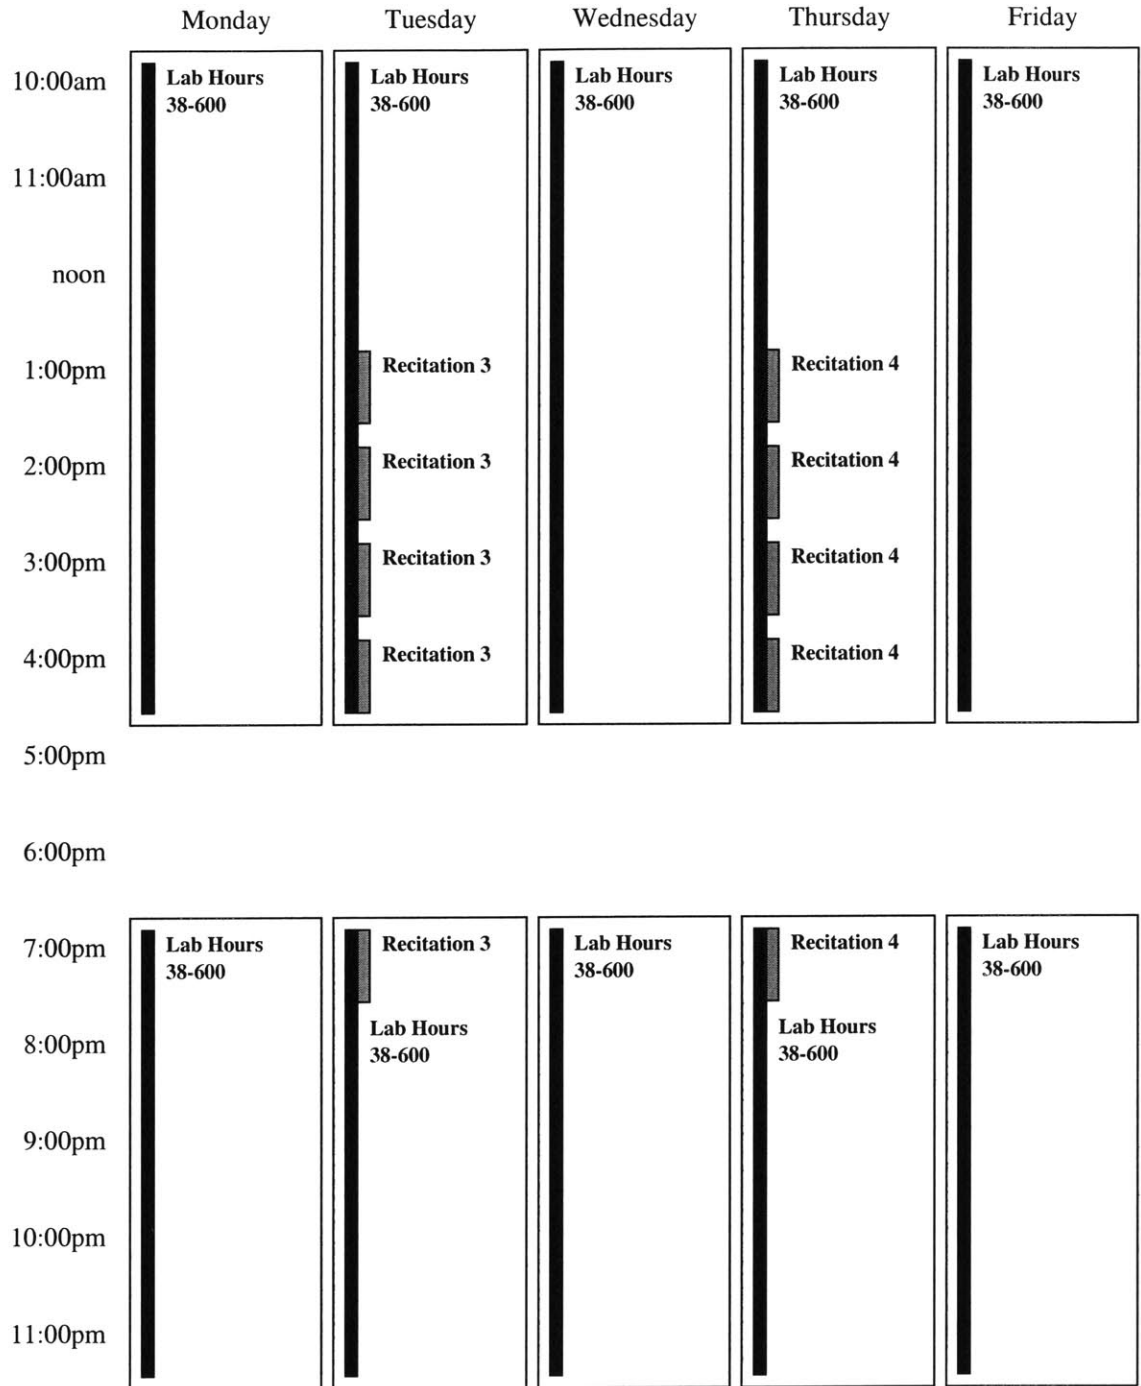 Monday Tuesday Wednesday Thursday Friday
10:00am
Lab Hours
38-600
Lab Hours
38-600
Lab Hours
38-600
Lab Hours
38-600
Lab Hours
38-600
11:00am
noon
1:00pm
Recitation 3
Recitation 4
2:00pm
Recitation 3
Recitation 4
3:00pm
Recitation 3
Recitation 4
4:00pm
Recitation 3
Recitation 4
5:00pm
6:00pm
7:00pm
Lab Hours
38-600
Recitation 3
Lab Hours
38-600
Recitation 4
Lab Hours
38-600
8:00pm
Lab Hours
38-600
Lab Hours
38-600
9:00pm
10:00pm
11:00pm